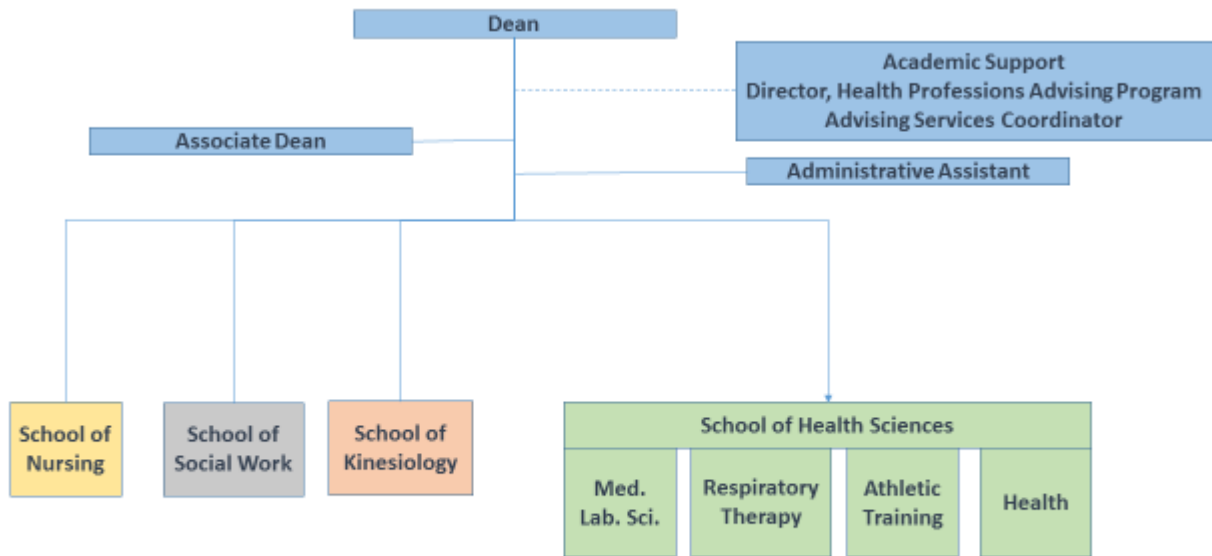 Dean
Academic Support
Director, Health Professions Advising Program
Advising Services Coordinator
Associate Dean
Administrative Assistant
School of
Nursing
School of
Social Work
School of
Kinesiology
School of Health Sciences
Med.
Lab. Sci.
Respiratory
Therapy
Athletic
Training
Health